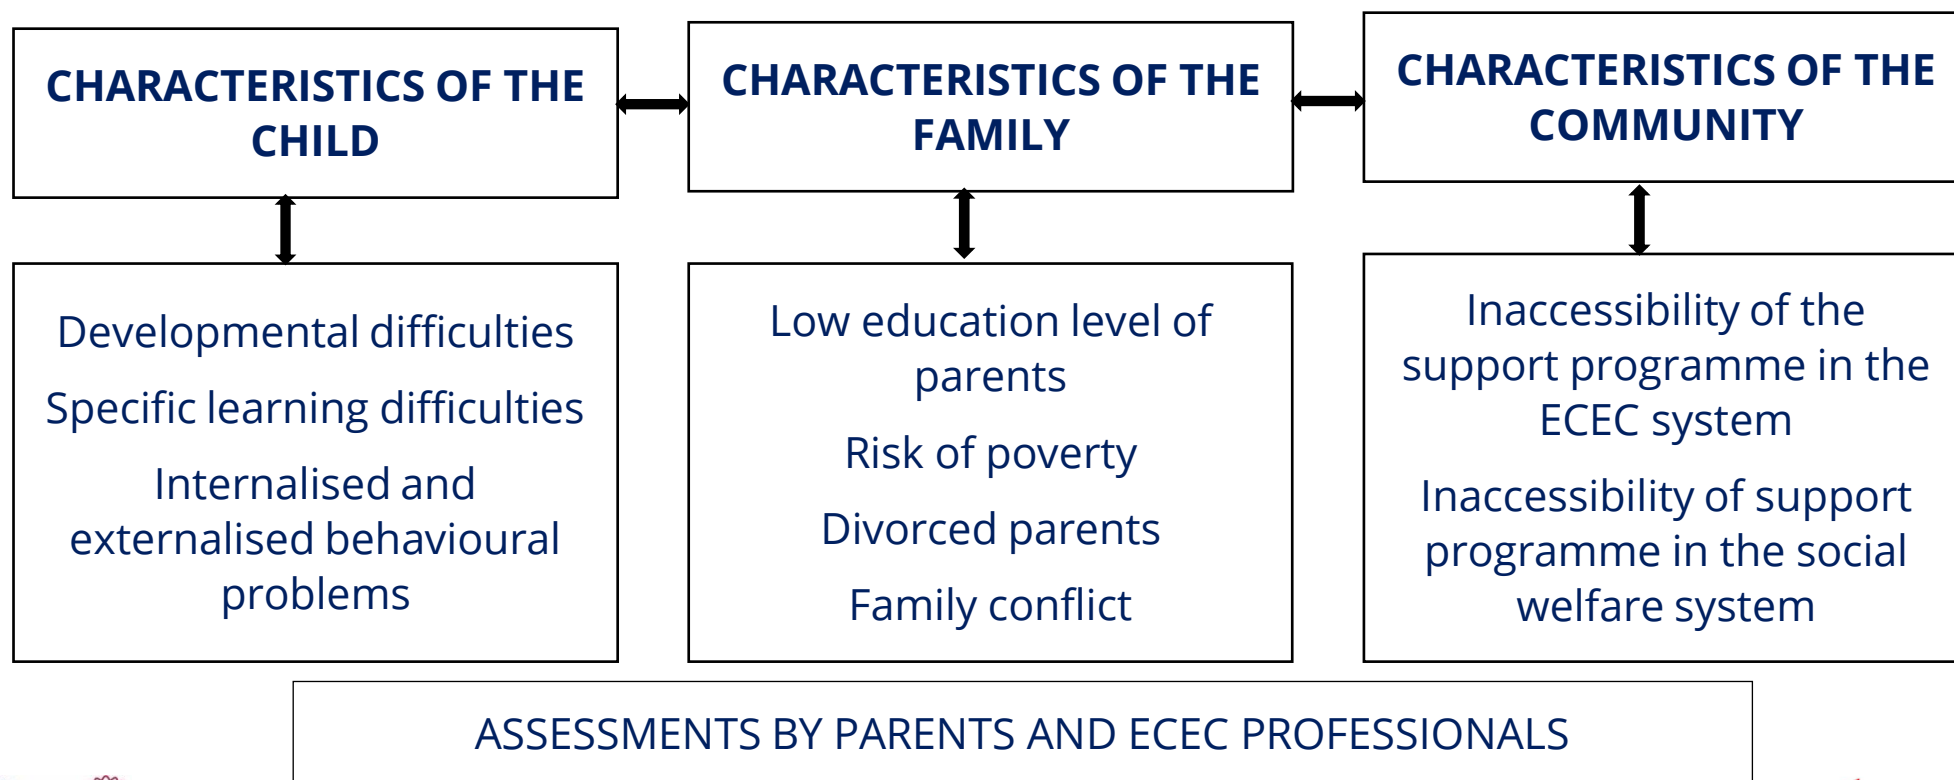 CHARACTERISTICS OF THE
CHILD
CHARACTERISTICS OF THE
FAMILY
CHARACTERISTICS OF THE
COMMUNITY
Developmental difficulties
Specific learning difficulties
Internalised and
externalised behavioural
problems
Low education level of
parents
Risk of poverty
Divorced parents
Family conflict
Inaccessibility of the
support programme in the
ECEC system
Inaccessibility of support
programme in the social
welfare system
ASSESSMENTS BY PARENTS AND ECEC PROFESSIONALS